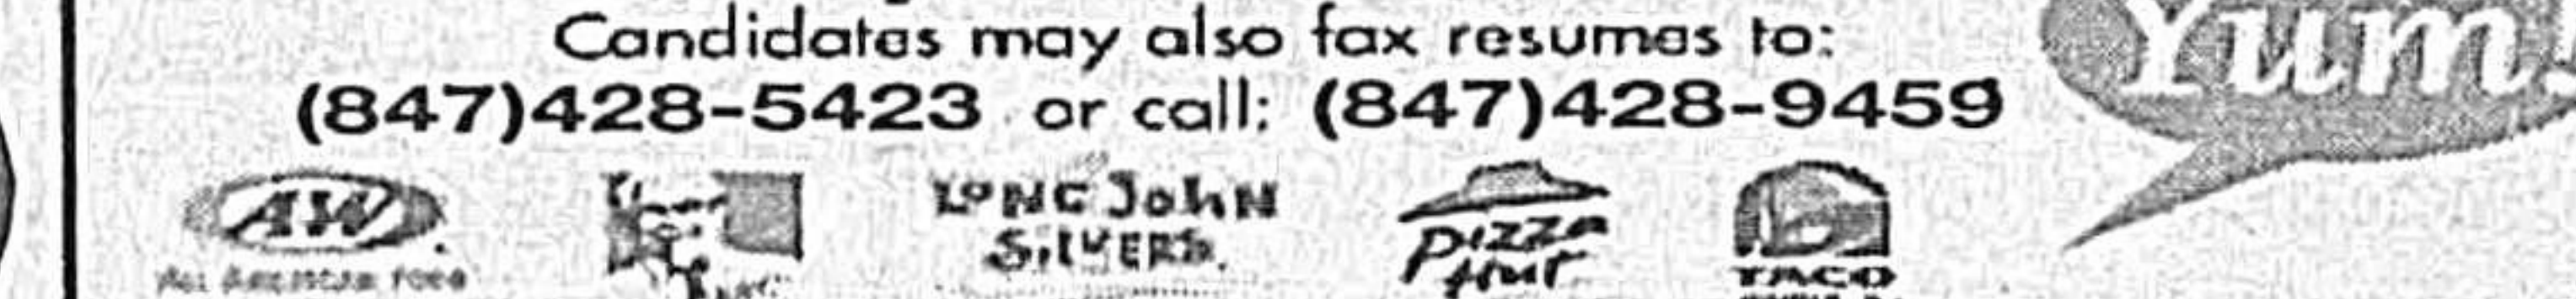 Candidates may also fax resumes to:
(847)428-5423 or call: (847)428-9459
Yum!
A&W
ALL AMERICAN FOOD
LONG JOHN
SILVERS.
Pizza
Hut
TACO